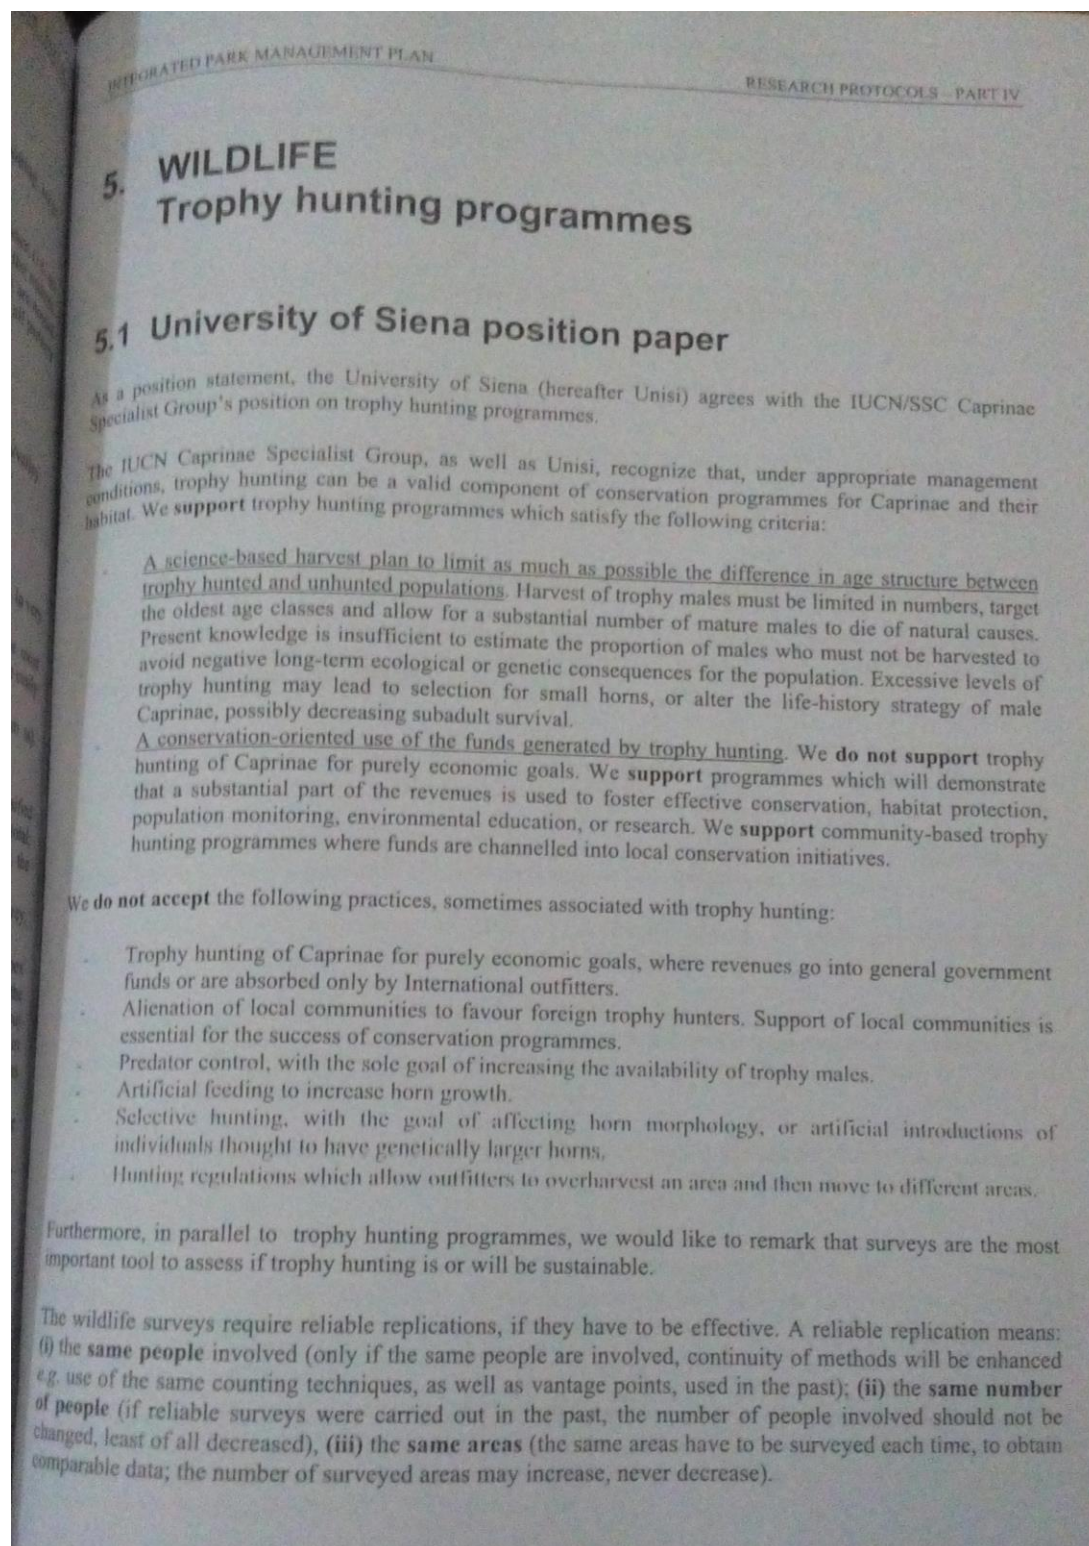 INTEGRATED PARK MANAGEMENT PLAN
RESEARCH PROTOCOLS – PART IV
5. WILDLIFE
Trophy hunting programmes
5.1 University of Siena position paper
As a position statement, the University of Siena (hereafter Unisi) agrees with the IUCN/SSC Caprinae
Specialist Group's position on trophy hunting programmes.
The IUCN Caprinae Specialist Group, as well as Unisi, recognize that, under appropriate management
conditions, trophy hunting can be a valid component of conservation programmes for Caprinae and their
habitat. We support trophy hunting programmes which satisfy the following criteria:
A science-based harvest plan to limit as much as possible the difference in age structure between
trophy hunted and unhunted populations. Harvest of trophy males must be limited in numbers, target
the oldest age classes and allow for a substantial number of mature males to die of natural causes.
Present knowledge is insufficient to estimate the proportion of males who must not be harvested to
avoid negative long-term ecological or genetic consequences for the population. Excessive levels of
trophy hunting may lead to selection for small horns, or alter the life-history strategy of male
Caprinae, possibly decreasing subadult survival.
A conservation-oriented use of the funds generated by trophy hunting. We do not support trophy
hunting of Caprinae for purely economic goals. We support programmes which will demonstrate
that a substantial part of the revenues is used to foster effective conservation, habitat protection,
population monitoring, environmental education, or research. We support community-based trophy
hunting programmes where funds are channelled into local conservation initiatives.
We do not accept the following practices, sometimes associated with trophy hunting:
Trophy hunting of Caprinae for purely economic goals, where revenues go into general government
funds or are absorbed only by International outfitters.
Alienation of local communities to favour foreign trophy hunters. Support of local communities is
essential for the success of conservation programmes.
Predator control, with the sole goal of increasing the availability of trophy males.
Artificial feeding to increase horn growth.
Selective hunting, with the goal of affecting horn morphology, or artificial introductions of
individuals thought to have genetically larger horns.
Hunting regulations which allow outfitters to overharvest an area and then move to different areas.
Furthermore, in parallel to trophy hunting programmes, we would like to remark that surveys are the most
important tool to assess if trophy hunting is or will be sustainable.
The wildlife surveys require reliable replications, if they have to be effective. A reliable replication means:
(i) the same people involved (only if the same people are involved, continuity of methods will be enhanced
e.g. use of the same counting techniques, as well as vantage points, used in the past); (ii) the same number
of people (if reliable surveys were carried out in the past, the number of people involved should not be
changed, least of all decreased), (iii) the same areas (the same areas have to be surveyed each time, to obtain
comparable data; the number of surveyed areas may increase, never decrease).